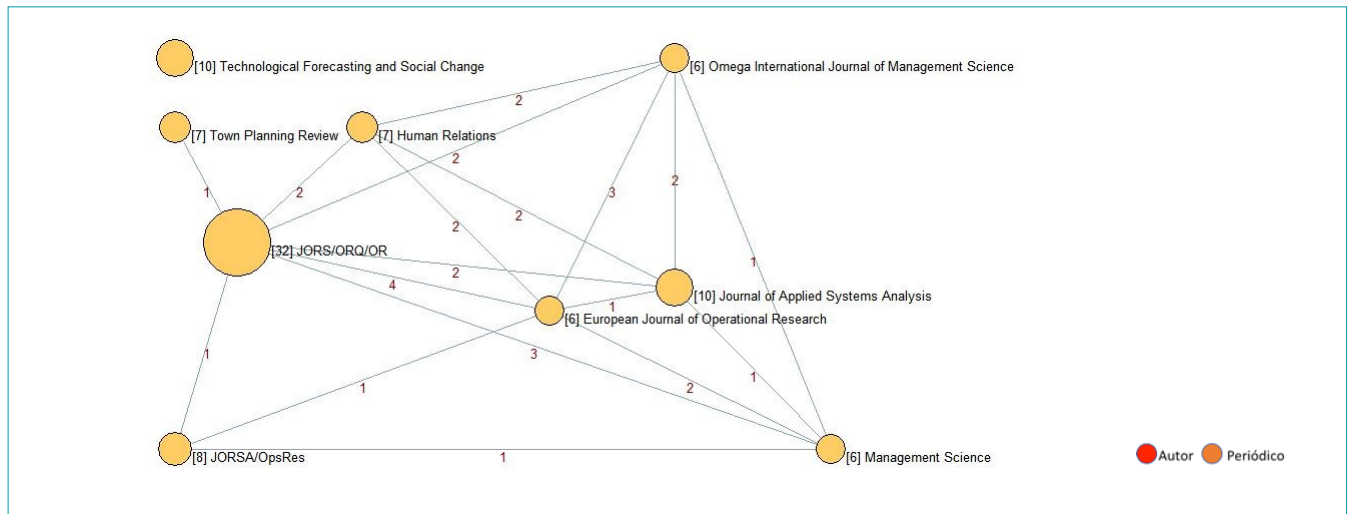 [10] Technological Forecasting and Social Change
[6] Omega International Journal of Management Science
2
[7] Town Planning Review
[7] Human Relations
2
1
2
3
2
2
2
[32] JORS/ORQ/OR
2
4
1
[10] Journal of Applied Systems Analysis
1
[6] European Journal of Operational Research
1
3
1
2
1
[8] JORSA/OpsRes
1
[6] Management Science
Autor
Periódico